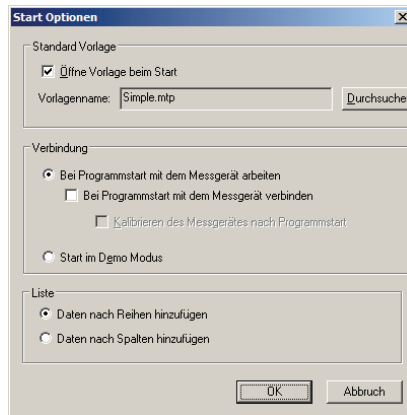 Start Optionen
Standard Vorlage
Öffne Vorlage beim Start
Vorlagenname: Simple.mtp Durchsuche
Verbindung
Bei Programmstart mit dem Messgerät arbeiten
Bei Programmstart mit dem Messgerät verbinden
Kalibrieren des Messgerätes nach Programmstart
Start im Demo Modus
Liste
Daten nach Reihen hinzufügen
Daten nach Spalten hinzufügen
OK Abbruch